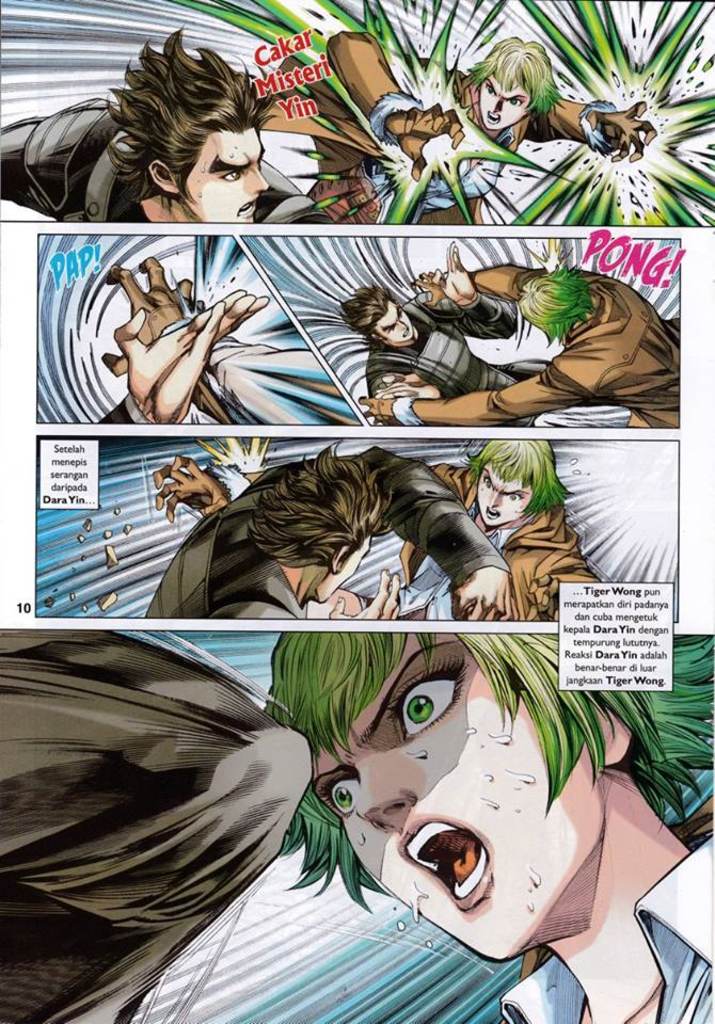 Cakar
Misteri
Yin
PAP!
PONG!
Setelah
menepis
serangan
daripada
Dara Yin...
10
...Tiger Wong pun
merapatkan diri padanya
dan cuba mengetuk
kepala Dara Yin dengan
tempurung lututnya.
Reaksi Dara Yin adalah
benar-benar di luar
jangkaan Tiger Wong.